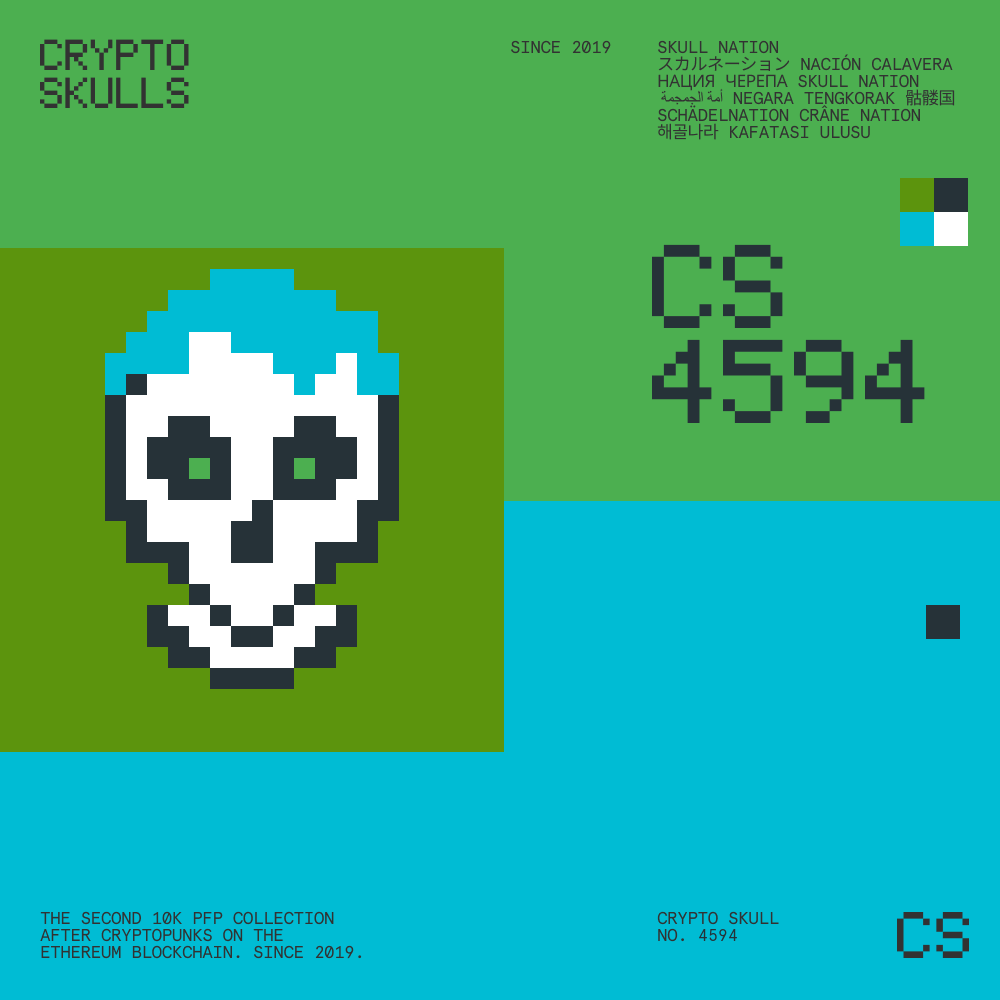 CRYPTO
SKULLS
SINCE 2019
SKULL NATION
スカルネーション NACIÓN CALAVERA
НАЦИЯ ЧЕРЕПА SKULL NATION
أمة الجمجمة NEGARA TENGKORAK 骷髅国
SCHÄDELNATION CRÂNE NATION
해골나라 KAFATASI ULUSU
CS
4594
THE SECOND 10K PFP COLLECTION
AFTER CRYPTOPUNKS ON THE
ETHEREUM BLOCKCHAIN. SINCE 2019.
CRYPTO SKULL
NO. 4594
CS